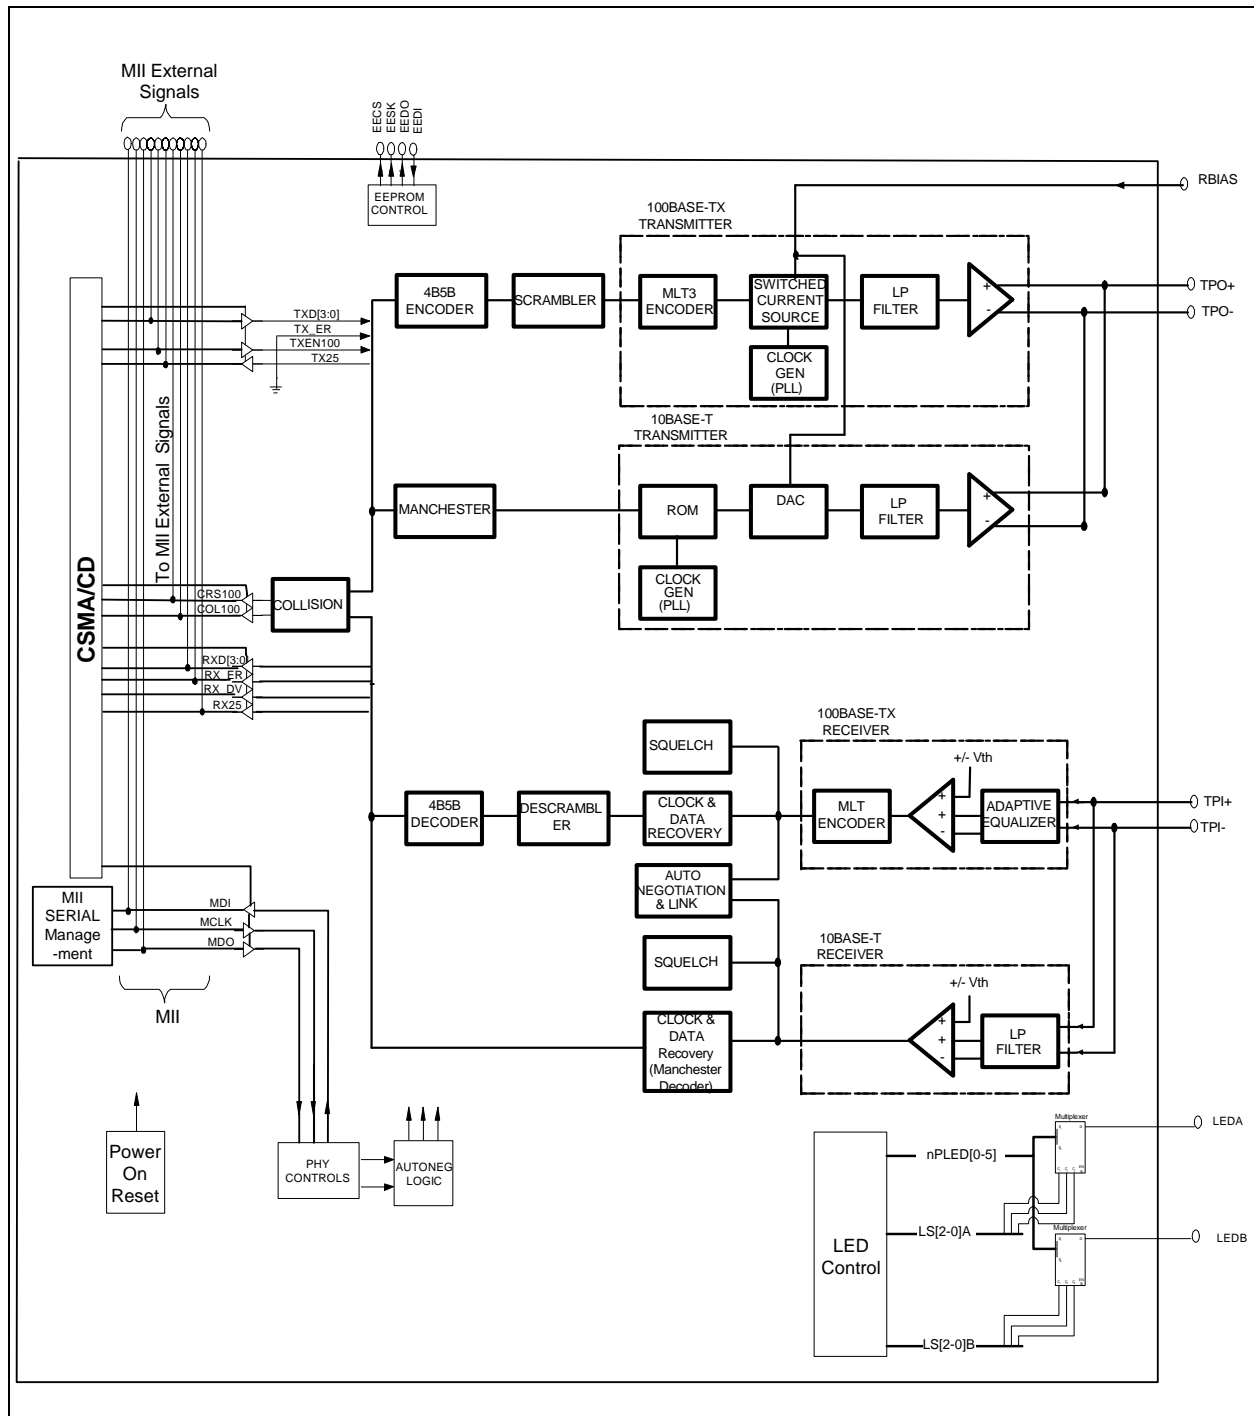 MII External
Signals
EECS
EESK
EEDO
EEDI
EEPROM
CONTROL
RBIAS
100BASE-TX
TRANSMITTER
4B5B
ENCODER
SCRAMBLER
MLT3
ENCODER
SWITCHED
CURRENT
SOURCE
LP
FILTER
+
-
TPO+
TPO-
CLOCK
GEN
(PLL)
TXD[3:0]
TX_ER
TXEN100
TX25
10BASE-T
TRANSMITTER
MANCHESTER
ROM
DAC
LP
FILTER
+
-
CLOCK
GEN
(PLL)
To MII External Signals
CSMA/CD
CRS100
COL100
COLLISION
RXD[3:0]
RX_ER
RX_DV
RX25
SQUELCH
100BASE-TX
RECEIVER
+/- Vth
4B5B
DECODER
DESCRAMBL
ER
CLOCK &
DATA
RECOVERY
MLT
ENCODER
+
+
-
ADAPTIVE
EQUALIZER
TPI+
TPI-
AUTO
NEGOTIATION
& LINK
MII
SERIAL
Manage
-ment
MDI
MCLK
MDO
MII
SQUELCH
10BASE-T
RECEIVER
+/- Vth
CLOCK &
DATA
Recovery
(Manchester
Decoder)
+
+
-
LP
FILTER
Power
On
Reset
PHY
CONTROLS
AUTONEG
LOGIC
LED
Control
nPLED[0-5]
Multiplexer
LEDA
LS[2-0]A
Multiplexer
LEDB
LS[2-0]B